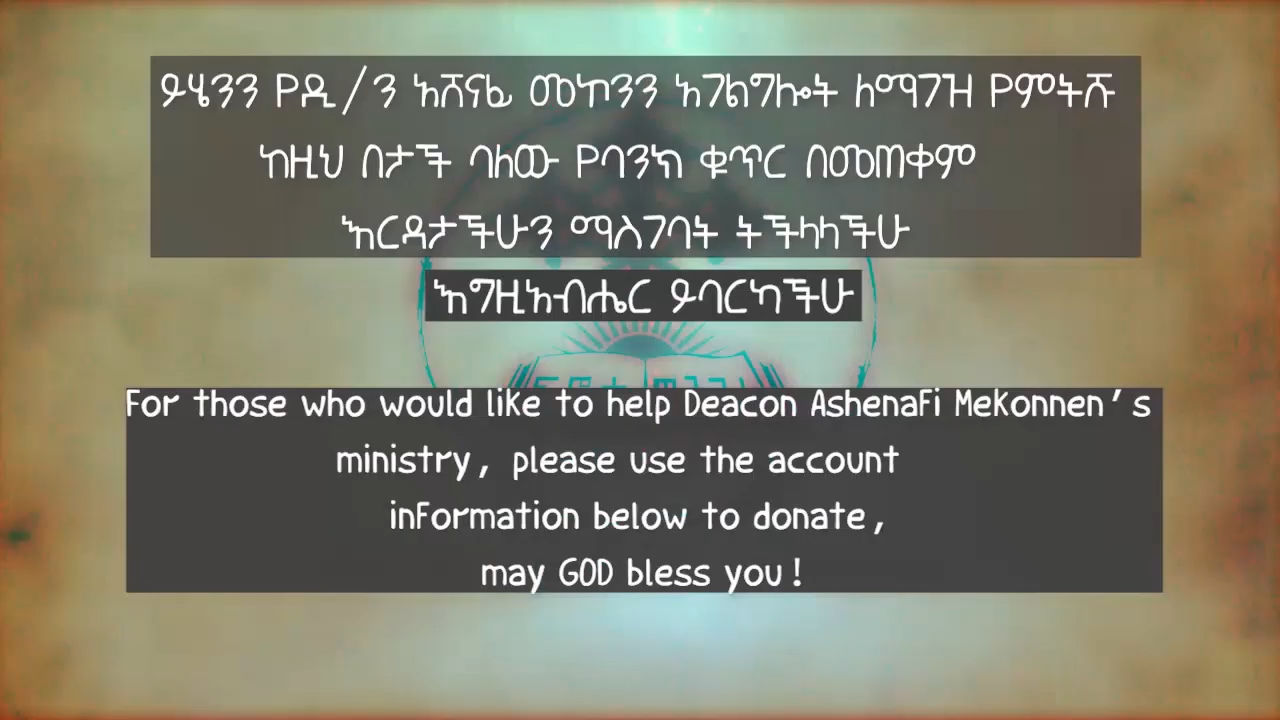 ይሄንን የዲ/ን አሸናፊ መኮንን አገልግሎት ለማገዝ የምትሹ
ከዚህ በታች ባለው የባንክ ቁጥር በመጠቀም
እርዳታችሁን ማስገባት ትችላላችሁ
እግዚአብሔር ይባርካችሁ
For those who would like to help Deacon Ashenafi Mekonnen's
ministry, please use the account
information below to donate,
may GOD bless you!